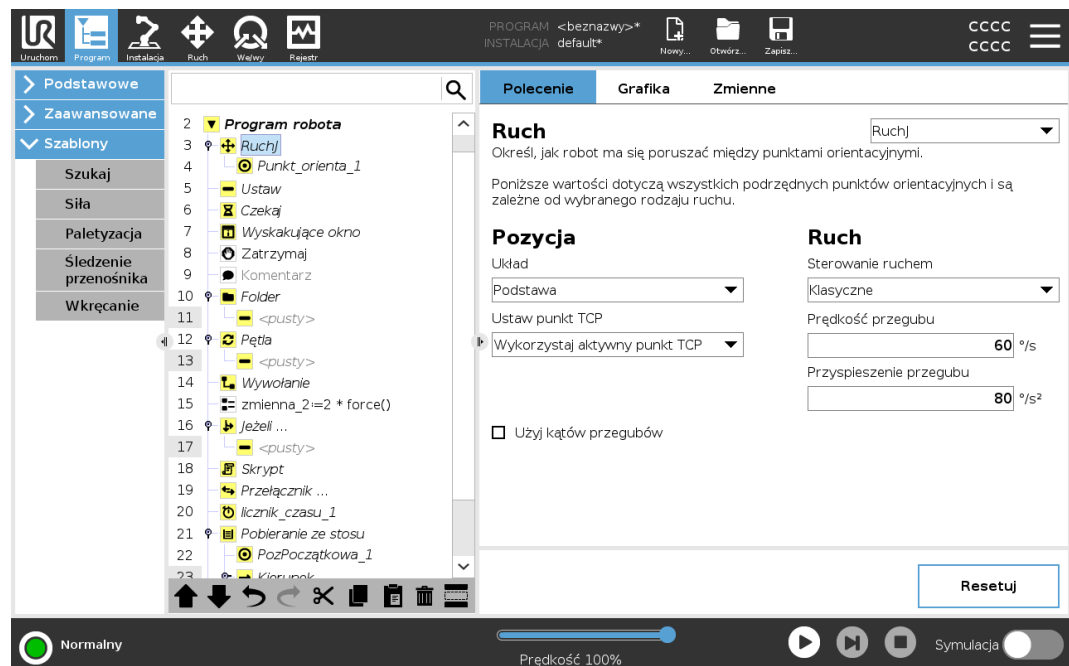 PROGRAM <beznazwy>*
INSTALACJA default*
Nowy... Otwórz... Zapisz...
CCCC
CCCC
Uruchom Program Instalacja Ruch We/wy Rejestr
Podstawowe
Zaawansowane
Szablony
Szukaj
Siła
Paletyzacja
Śledzenie
przenośnika
Wkręcanie
2 Program robota
3 RuchJ
4 Punkt_orienta_1
5 Ustaw
6 Czekaj
7 Wyskakujące okno
8 Zatrzymaj
9 Komentarz
10 Folder
11 <pusty>
12 Pętla
13 <pusty>
14 Wywołanie
15 zmienna_2:=2 * force()
16 Jeżeli ...
17 <pusty>
18 Skrypt
19 Przełącznik ...
20 licznik_czasu_1
21 Pobieranie ze stosu
22 PozPoczątkowa_1
23 Kierunek
Polecenie Grafika Zmienne
Ruch
RuchJ
Określ, jak robot ma się poruszać między punktami orientacyjnymi.
Poniższe wartości dotyczą wszystkich podrzędnych punktów orientacyjnych i są
zależne od wybranego rodzaju ruchu.
Pozycja
Układ
Podstawa
Ustaw punkt TCP
Wykorzystaj aktywny punkt TCP
Użyj kątów przegubów
Ruch
Sterowanie ruchem
Klasyczne
Prędkość przegubu
60 °/s
Przyspieszenie przegubu
80 °/s²
Resetuj
Normalny
Prędkość 100%
Symulacja